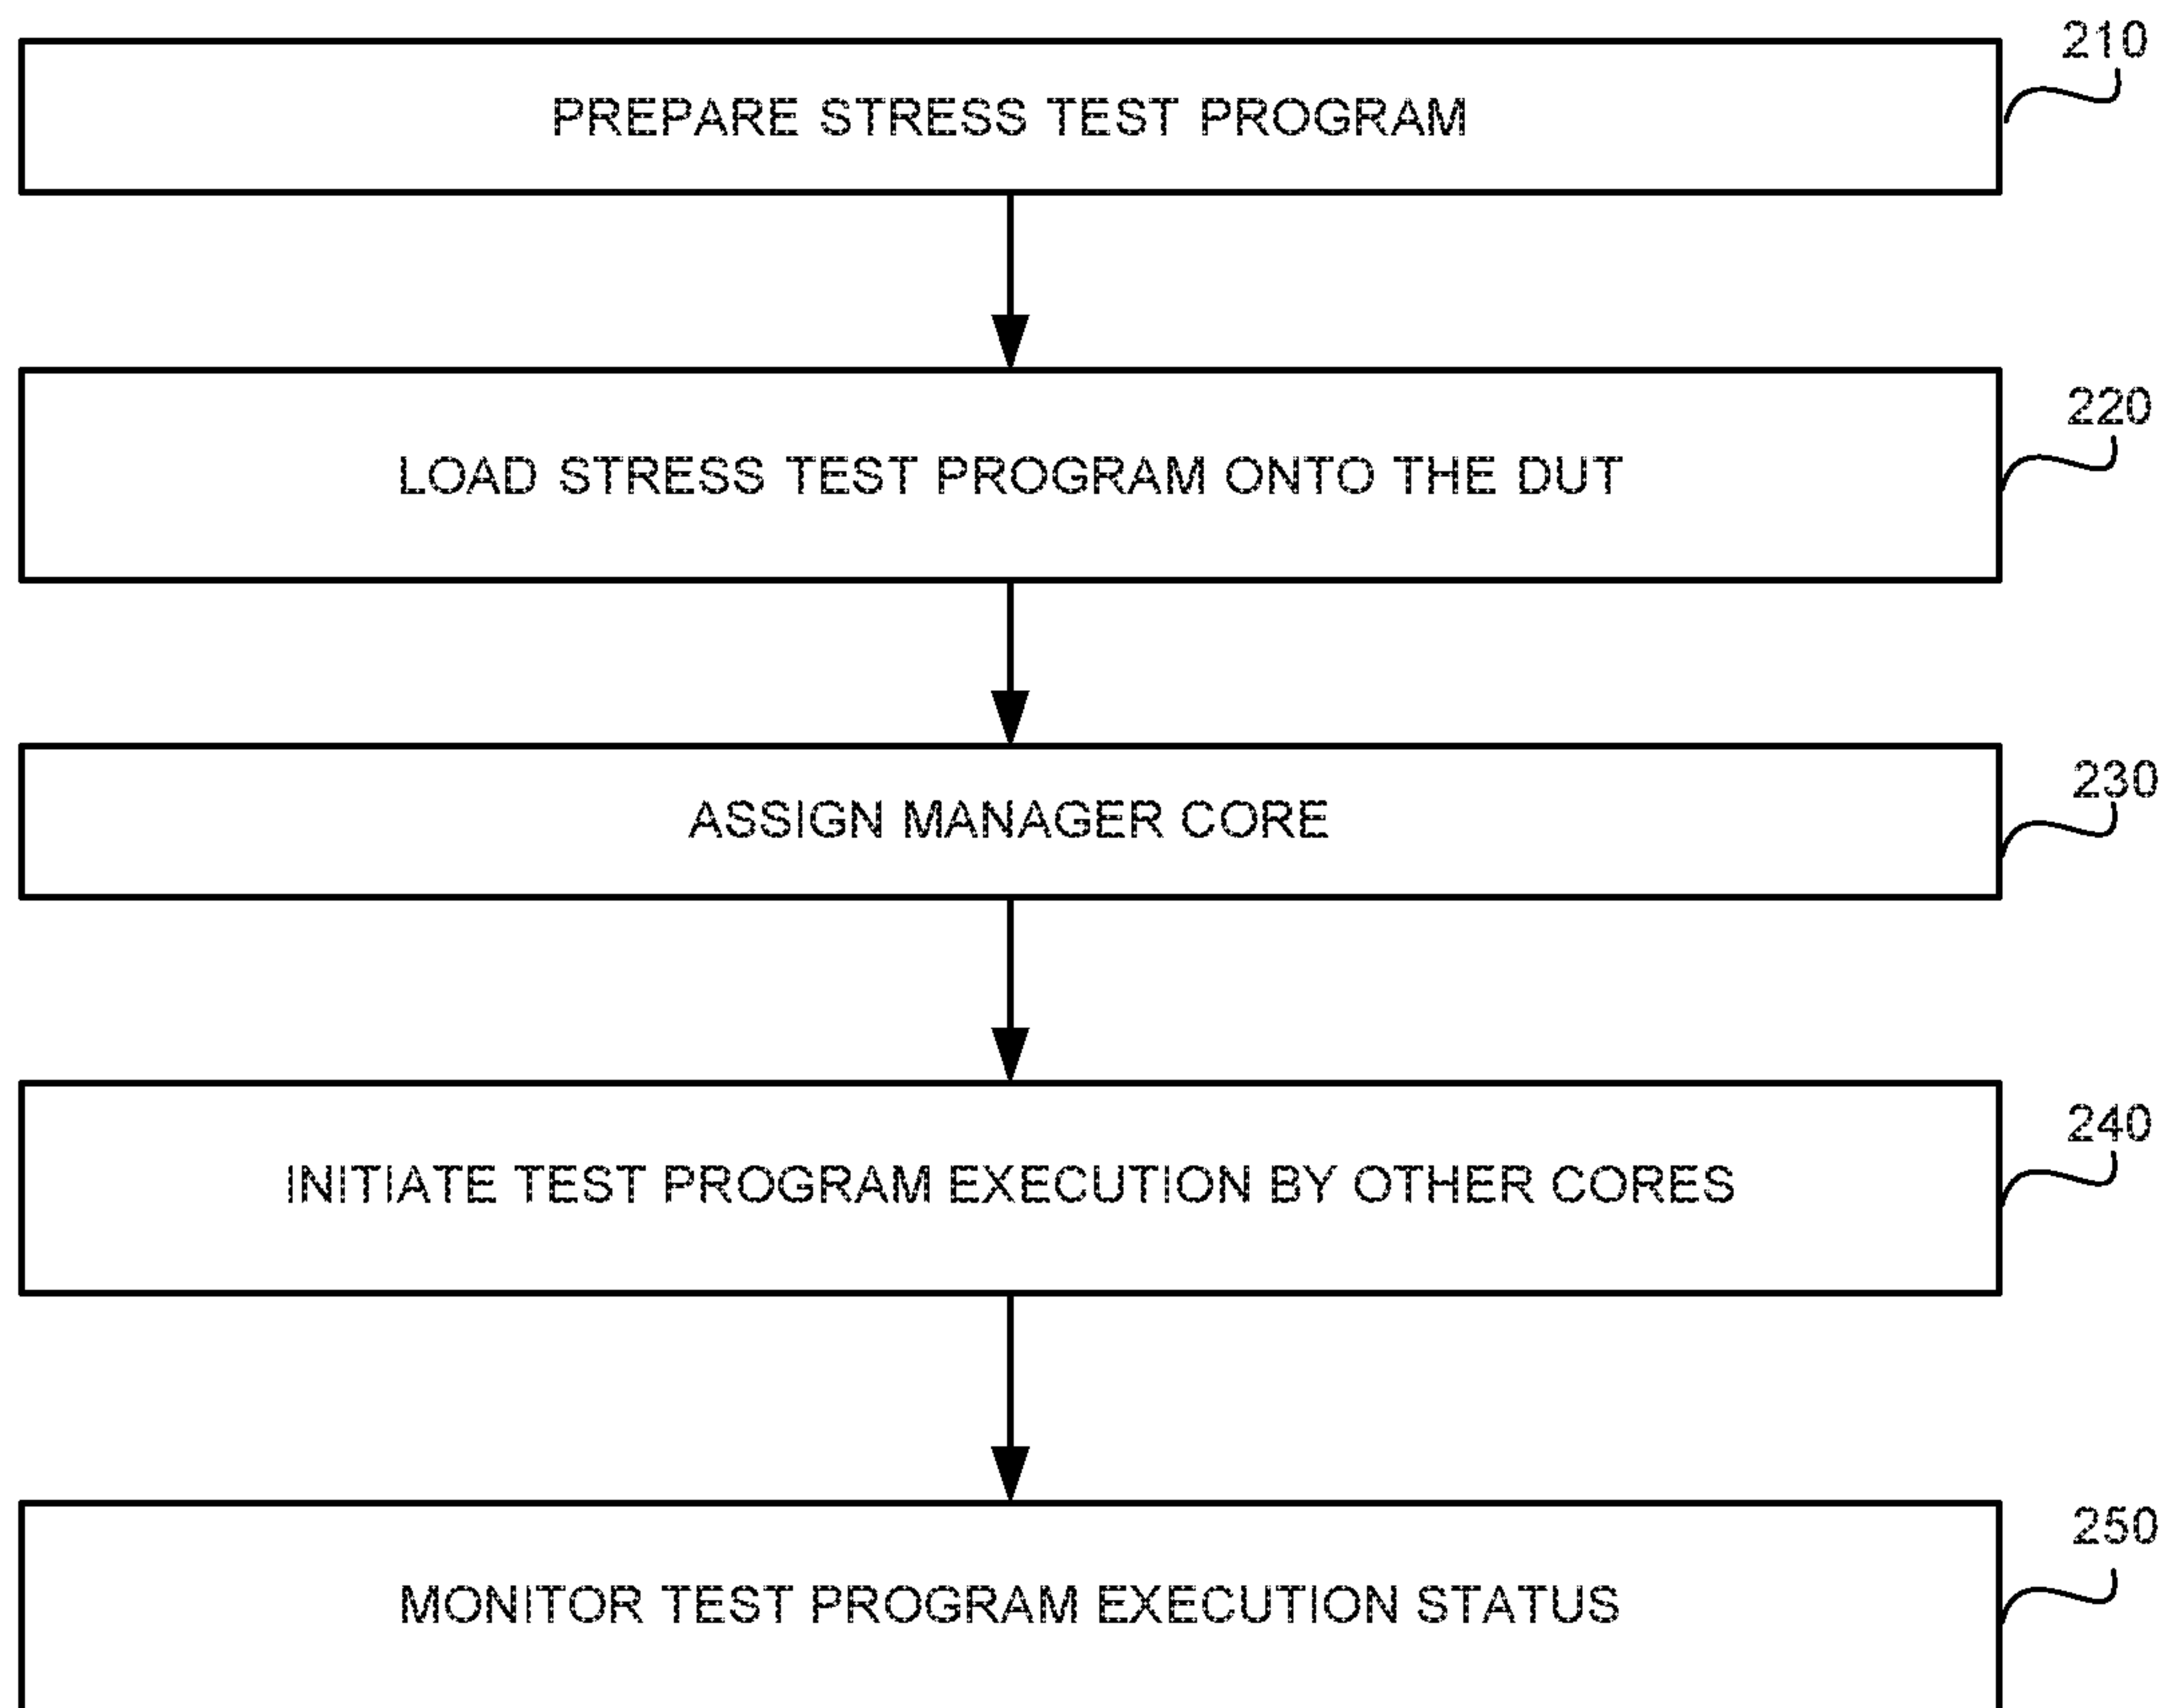 210
PREPARE STRESS TEST PROGRAM
220
LOAD STRESS TEST PROGRAM ONTO THE DUT
230
ASSIGN MANAGER CORE
240
INITIATE TEST PROGRAM EXECUTION BY OTHER CORES
250
MONITOR TEST PROGRAM EXECUTION STATUS